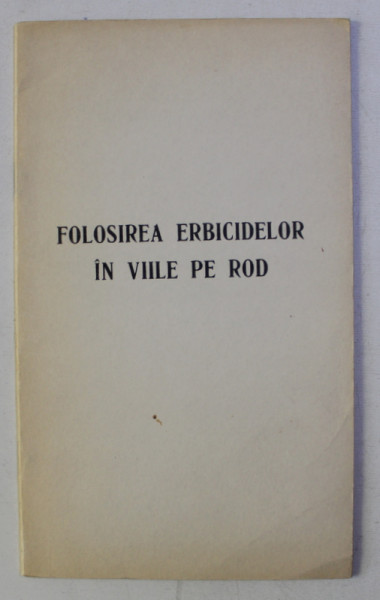 FOLOSIREA ERBICIDELOR
ÎN VIILE PE ROD